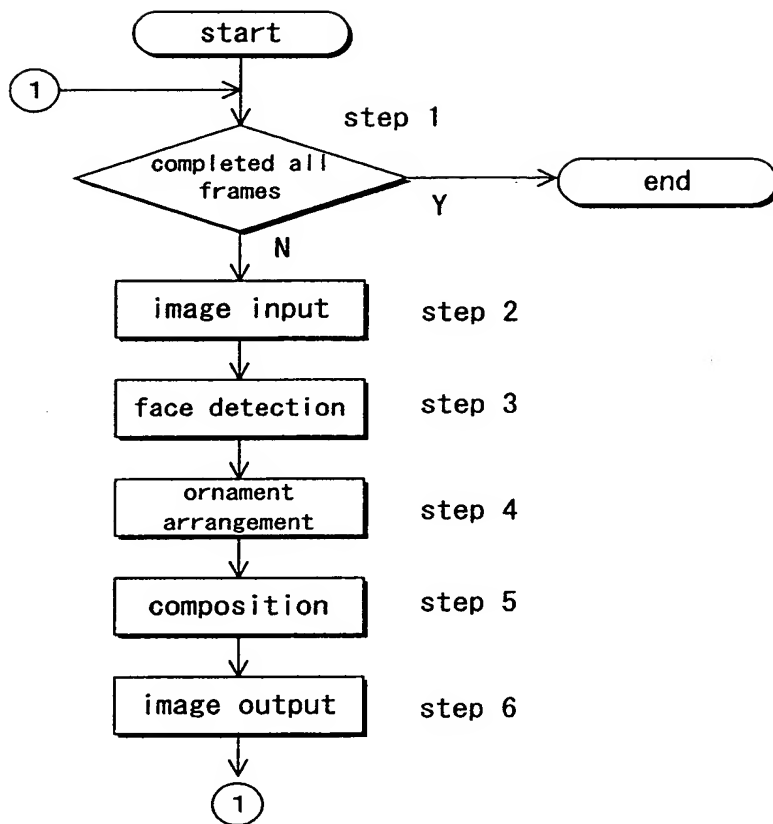 start
1
step 1
completed all
frames
Y
end
N
image input
step 2
face detection
step 3
ornament
arrangement
step 4
composition
step 5
image output
step 6
1